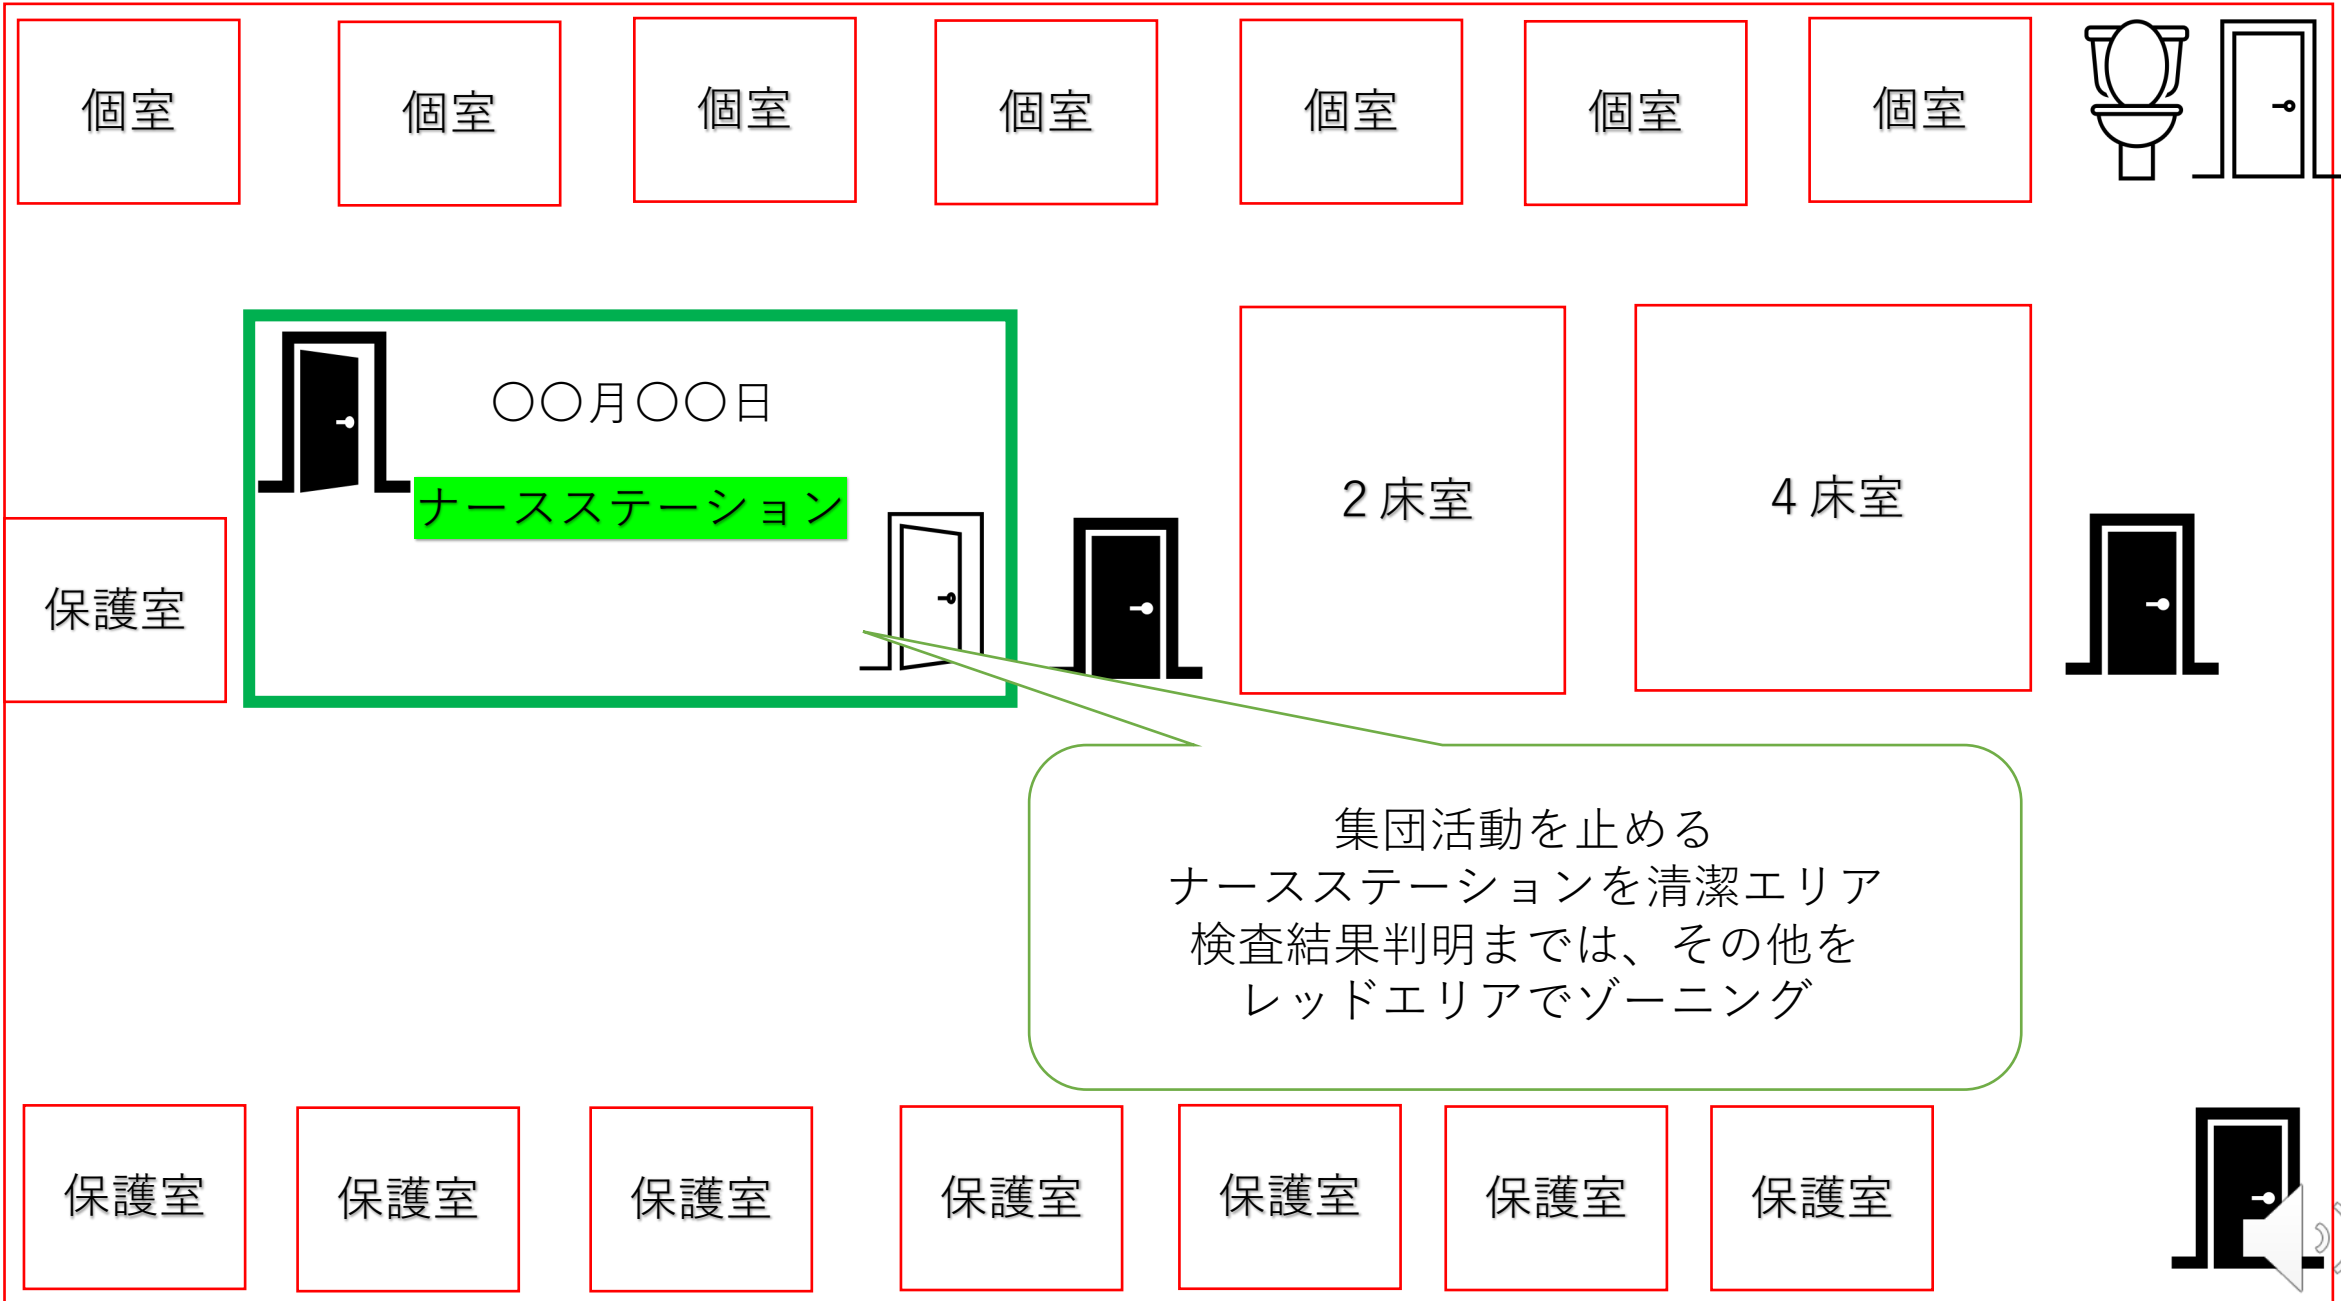 個室
個室
個室
個室
個室
個室
個室
〇〇月〇〇日
ナースステーション
２床室
４床室
保護室
集団活動を止める
ナースステーションを清潔エリア
検査結果判明までは、その他を
レッドエリアでゾーニング
保護室
保護室
保護室
保護室
保護室
保護室
保護室